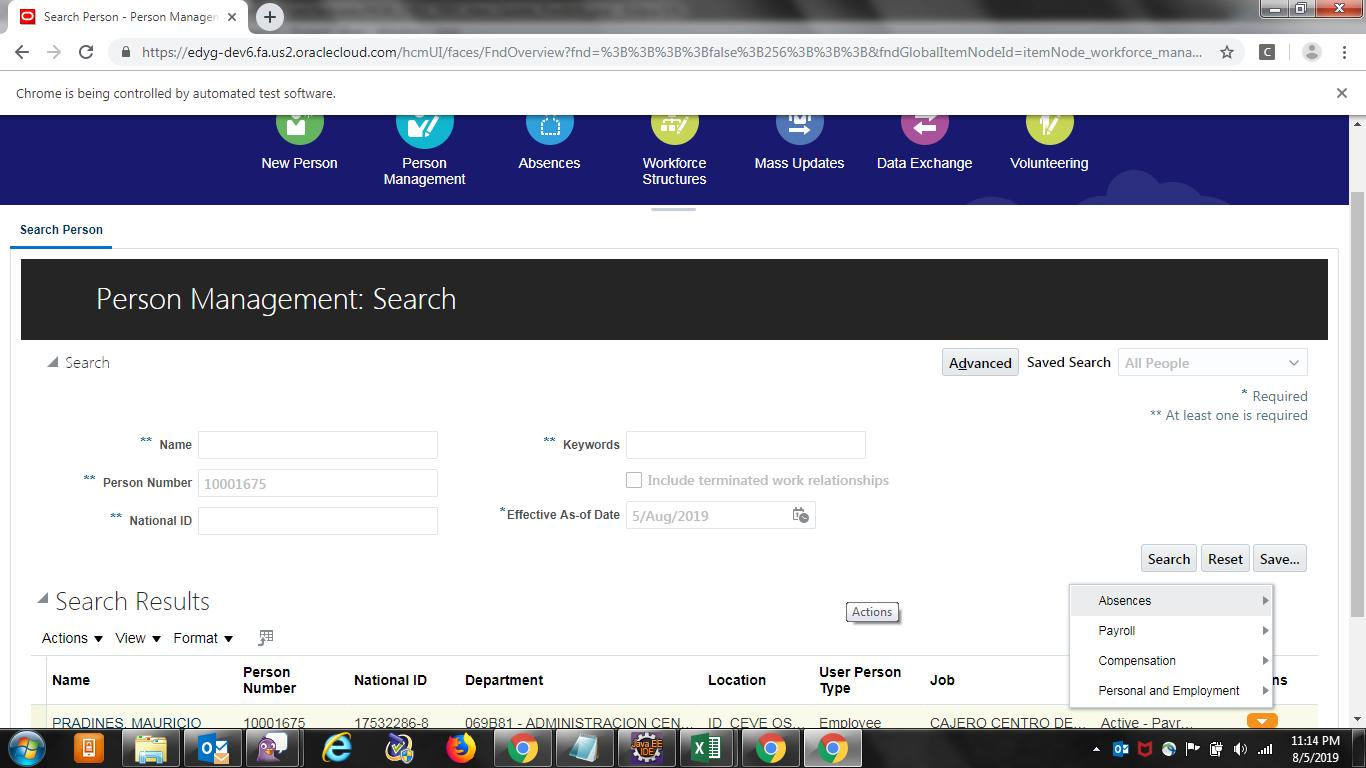 Search Person - Person Managem
https://edyg-dev6.fa.us2.oraclecloud.com/hcmUI/faces/FndOverview?fnd=%3B%3B%3B%3Bfalse%3B256%3B%3B%3B&fndGlobalItemNodeId=itemNode_workforce_mana...
C
Chrome is being controlled by automated test software.
New Person
Person Management
Absences
Workforce Structures
Mass Updates
Data Exchange
Volunteering
Search Person
Person Management: Search
Search
Advanced Saved Search All People
* Required
** At least one is required
** Name
** Keywords
** Person Number 10001675
Include terminated work relationships
** National ID
*Effective As-of Date 5/Aug/2019
Search Reset Save...
Search Results
Actions
Absences
Payroll
Compensation
Personal and Employment
Actions View Format
Name Person Number National ID Department Location User Person Type Job ns
PRADINES, MAURICIO 10001675 17532286-8 069B81 - ADMINISTRACION CEN... ID_CEVE OS... Employee CAJERO CENTRO DE... Active - Payr...
Java EE
IDE
11:14 PM
8/5/2019